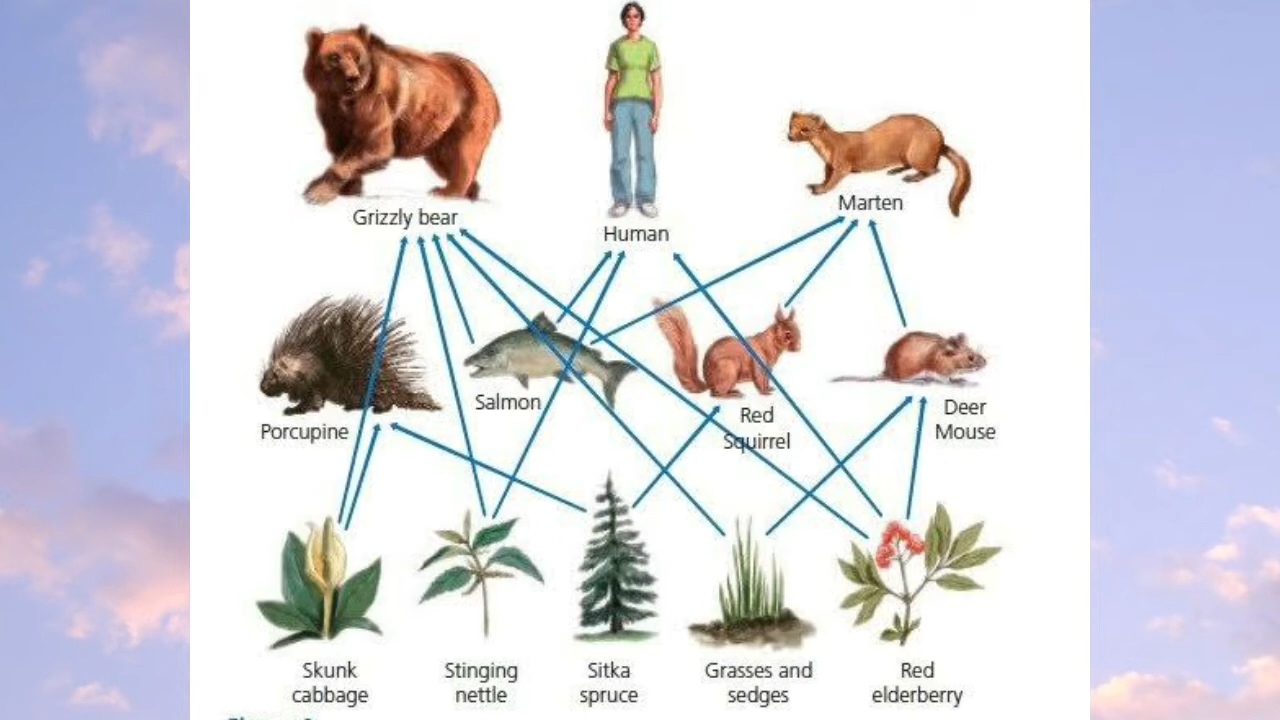 Grizzly bear
Human
Marten
Porcupine
Salmon
Red
Squirrel
Deer
Mouse
Skunk
cabbage
Stinging
nettle
Sitka
spruce
Grasses and
sedges
Red
elderberry